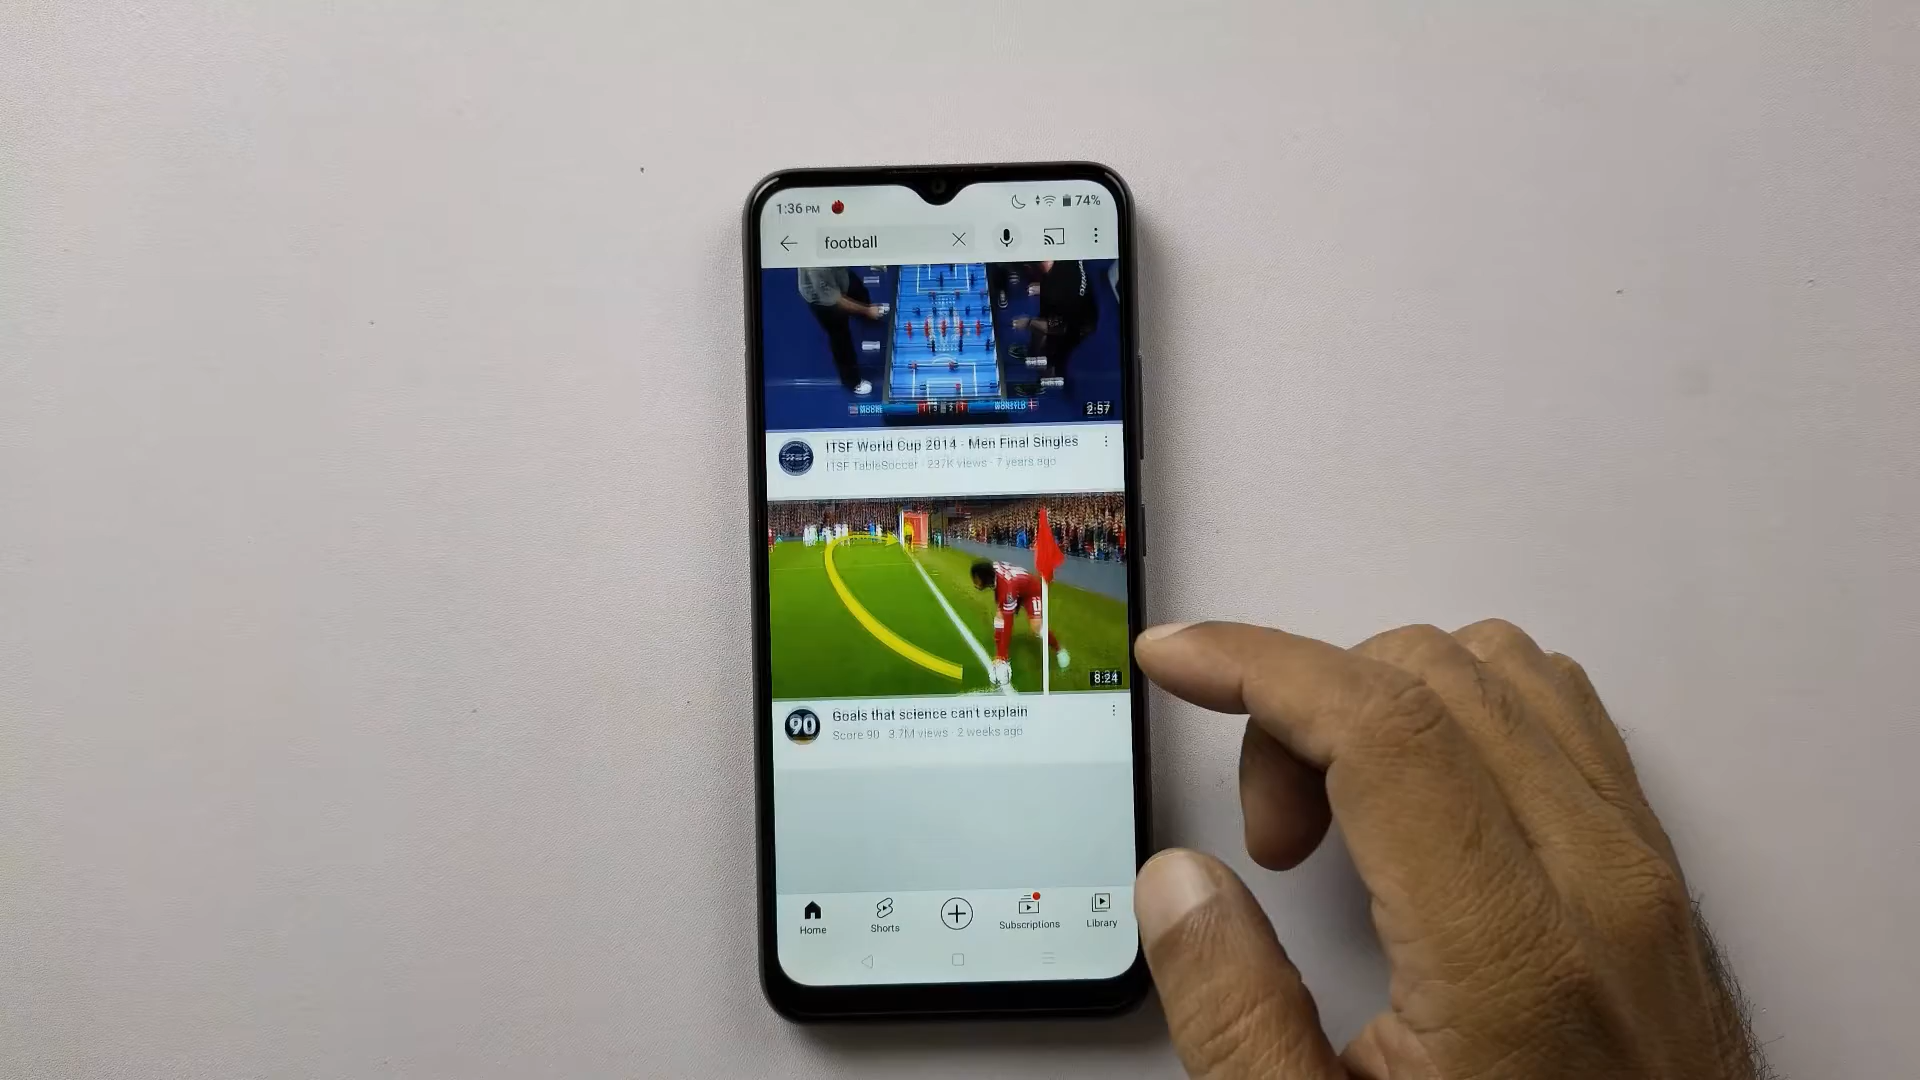 1:36 PM
74%
football
2:57
ITSF World Cup 2014 - Men Final Singles
ITSF TableSoccer · 237K views · 7 years ago
11
8:24
90
Goals that science can't explain
Score 90 · 3.7M views · 2 weeks ago
Home
Shorts
Subscriptions
Library